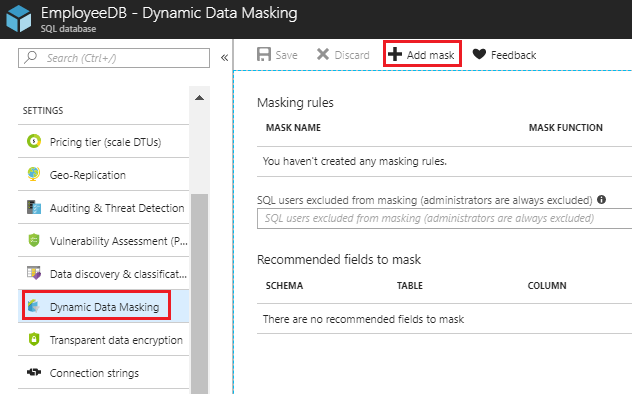 EmployeeDB - Dynamic Data Masking
SQL database
Search (Ctrl+/)
«
SETTINGS
Pricing tier (scale DTUs)
Geo-Replication
Auditing & Threat Detection
Vulnerability Assessment (P...
Data discovery & classificat...
Dynamic Data Masking
Transparent data encryption
Connection strings
Save Discard Add mask Feedback
Masking rules
MASK NAME MASK FUNCTION
You haven't created any masking rules.
SQL users excluded from masking (administrators are always excluded)
SQL users excluded from masking (administrators are always excluded)
Recommended fields to mask
SCHEMA TABLE COLUMN
There are no recommended fields to mask